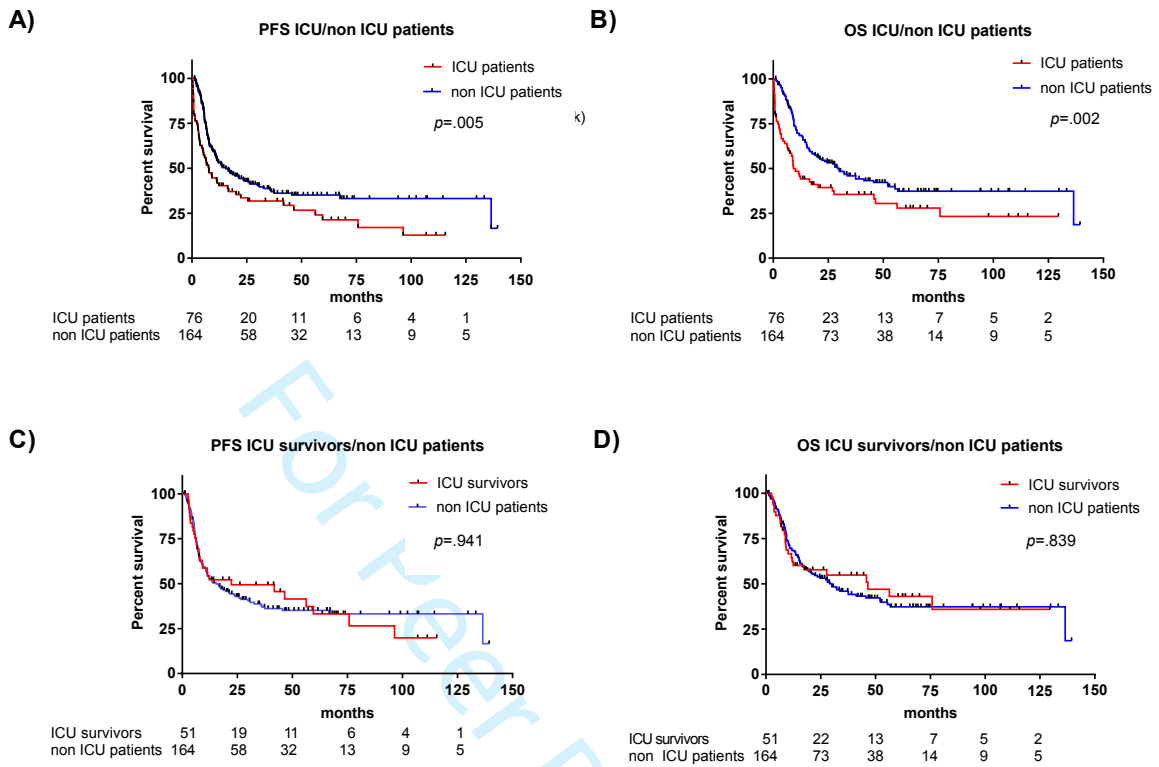 A)
PFS ICU/non ICU patients
ICU patients
non ICU patients
p=.005
k)
Percent survival
100
75
50
25
0
0 25 50 75 100 125 150
months
ICU patients 76 20 11 6 4 1
non ICU patients 164 58 32 13 9 5
B)
OS ICU/non ICU patients
ICU patients
non ICU patients
p=.002
Percent survival
100
75
50
25
0
0 25 50 75 100 125 150
months
ICU patients 76 23 13 7 5 2
non ICU patients 164 73 38 14 9 5
C)
PFS ICU survivors/non ICU patients
ICU survivors
non ICU patients
p=.941
Percent survival
100
75
50
25
0
0 25 50 75 100 125 150
months
ICU survivors 51 19 11 6 4 1
non ICU patients 164 58 32 13 9 5
D)
OS ICU survivors/non ICU patients
ICU survivors
non ICU patients
p=.839
Percent survival
100
75
50
25
0
0 25 50 75 100 125 150
months
ICU survivors 51 22 13 7 5 2
non ICU patients 164 73 38 14 9 5
For Peer